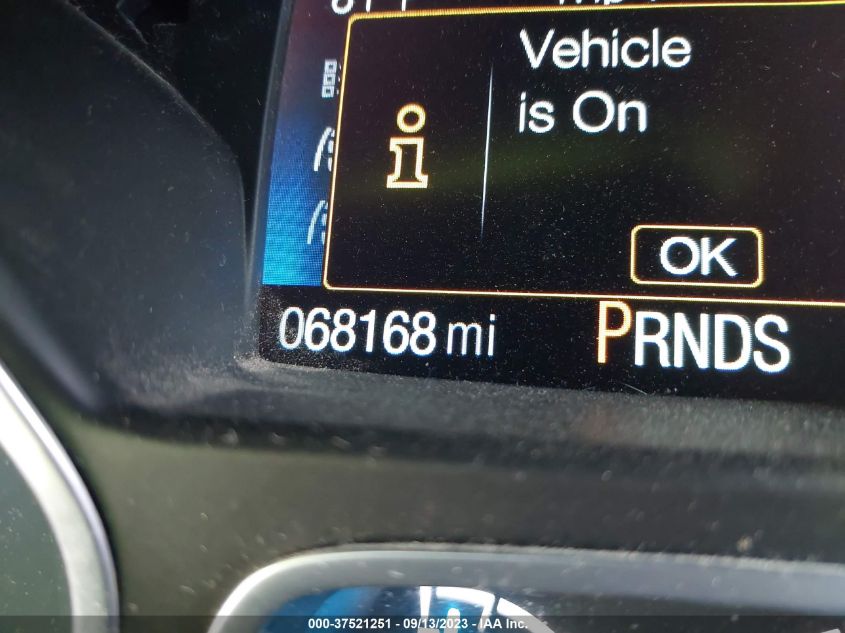 Vehicle
is On
OK
068168 mi
PRNDS
000-37521251 - 09/13/2023 - IAA Inc.